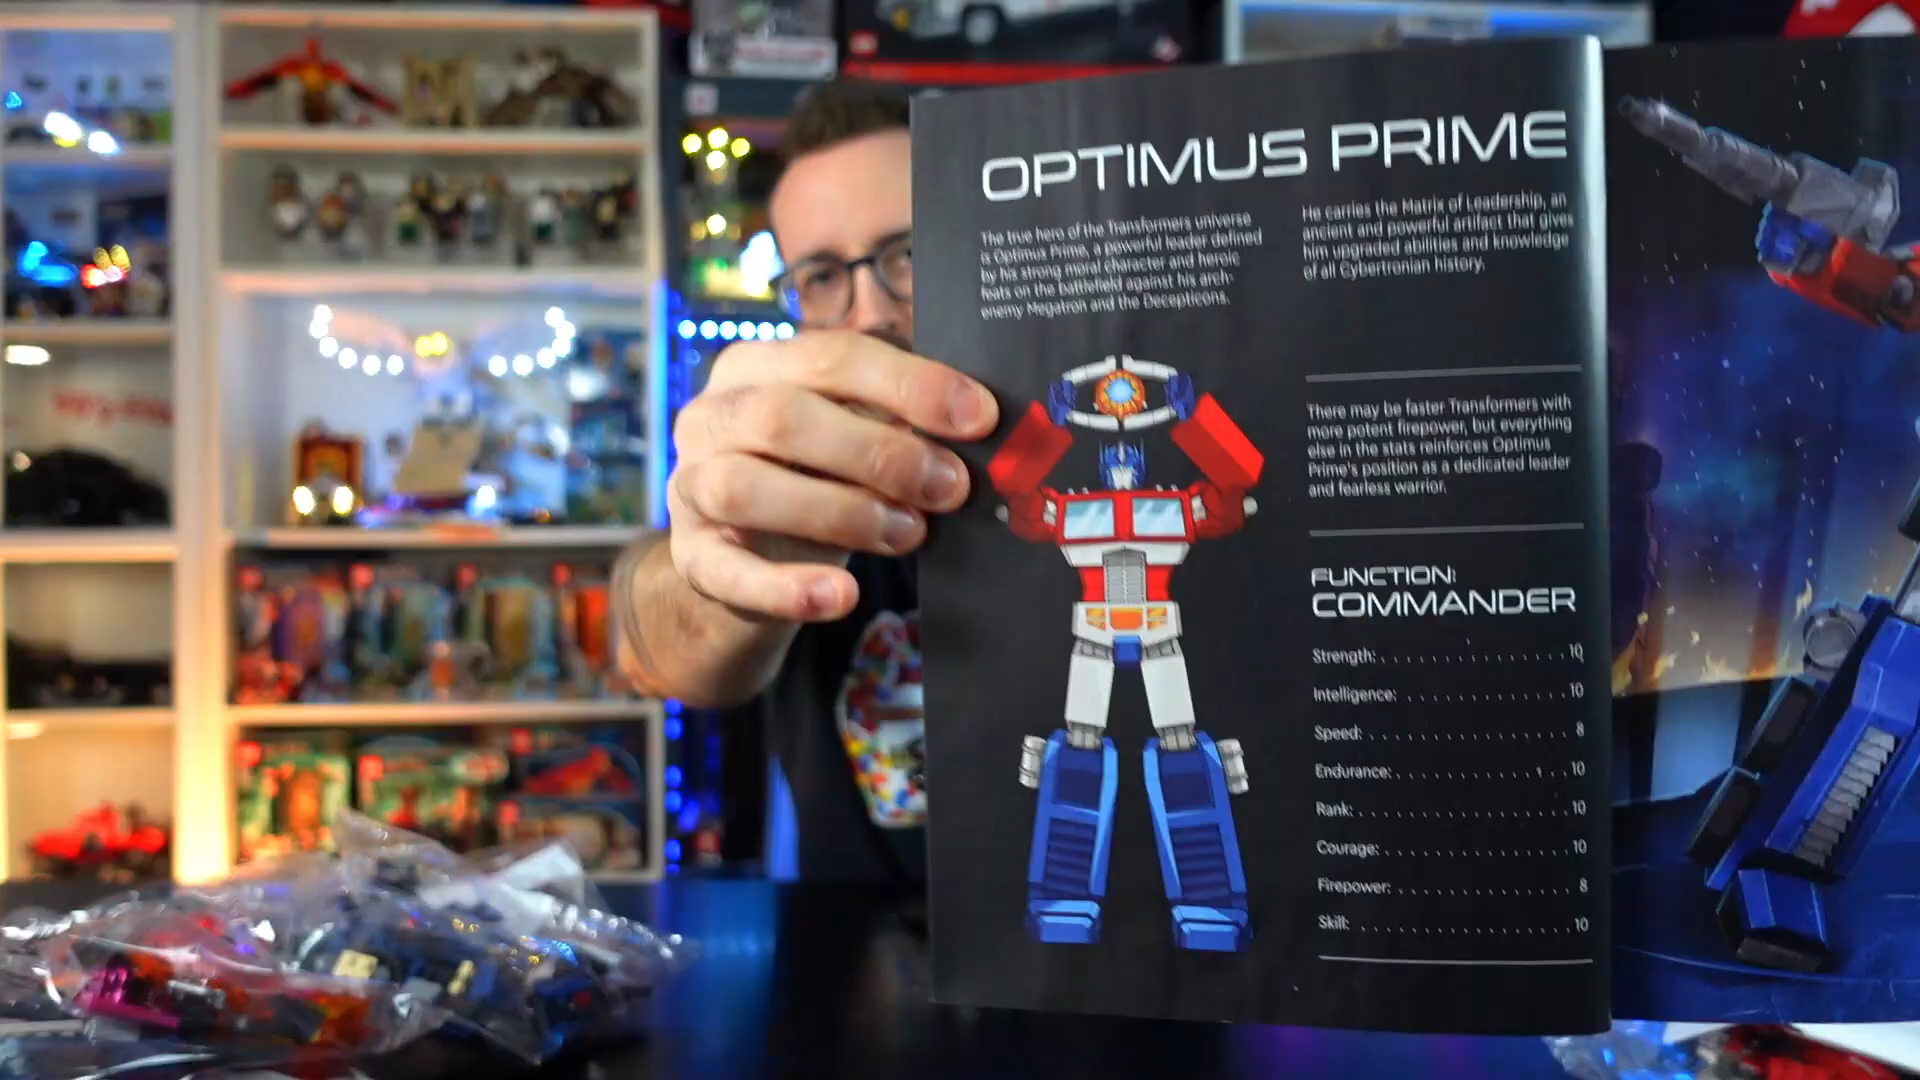 OPTIMUS PRIME
The true hero of the Transformers universe
is Optimus Prime, a powerful leader defined
by his strong moral character and heroic
feats on the battlefield against his arch-
enemy Megatron and the Decepticons.
He carries the Matrix of Leadership, an
ancient and powerful artifact that gives
him upgraded abilities and knowledge
of all Cybertronian history.
There may be faster Transformers with
more potent firepower, but everything
else in the stats reinforces Optimus
Prime's position as a dedicated leader
and fearless warrior.
FUNCTION:
COMMANDER
Strength: . . . . . . . . . . . . . . . 10
Intelligence: . . . . . . . . . . . . . 10
Speed: . . . . . . . . . . . . . . . . . 8
Endurance: . . . . . . . . . . . . . . 10
Rank: . . . . . . . . . . . . . . . . . 10
Courage: . . . . . . . . . . . . . . . 10
Firepower: . . . . . . . . . . . . . . . 8
Skill: . . . . . . . . . . . . . . . . . 10